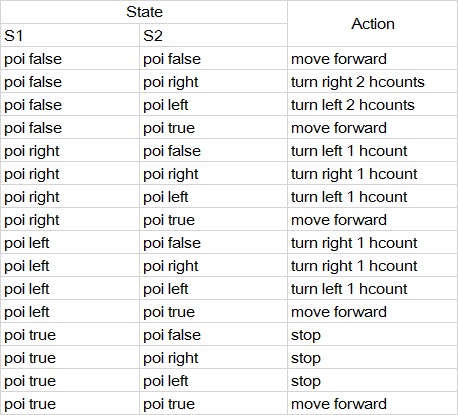 State Action
S1 S2
poi false poi false move forward
poi false poi right turn right 2 hcounts
poi false poi left turn left 2 hcounts
poi false poi true move forward
poi right poi false turn left 1 hcount
poi right poi right turn right 1 hcount
poi right poi left turn left 1 hcount
poi right poi true move forward
poi left poi false turn right 1 hcount
poi left poi right turn right 1 hcount
poi left poi left turn left 1 hcount
poi left poi true move forward
poi true poi false stop
poi true poi right stop
poi true poi left stop
poi true poi true move forward